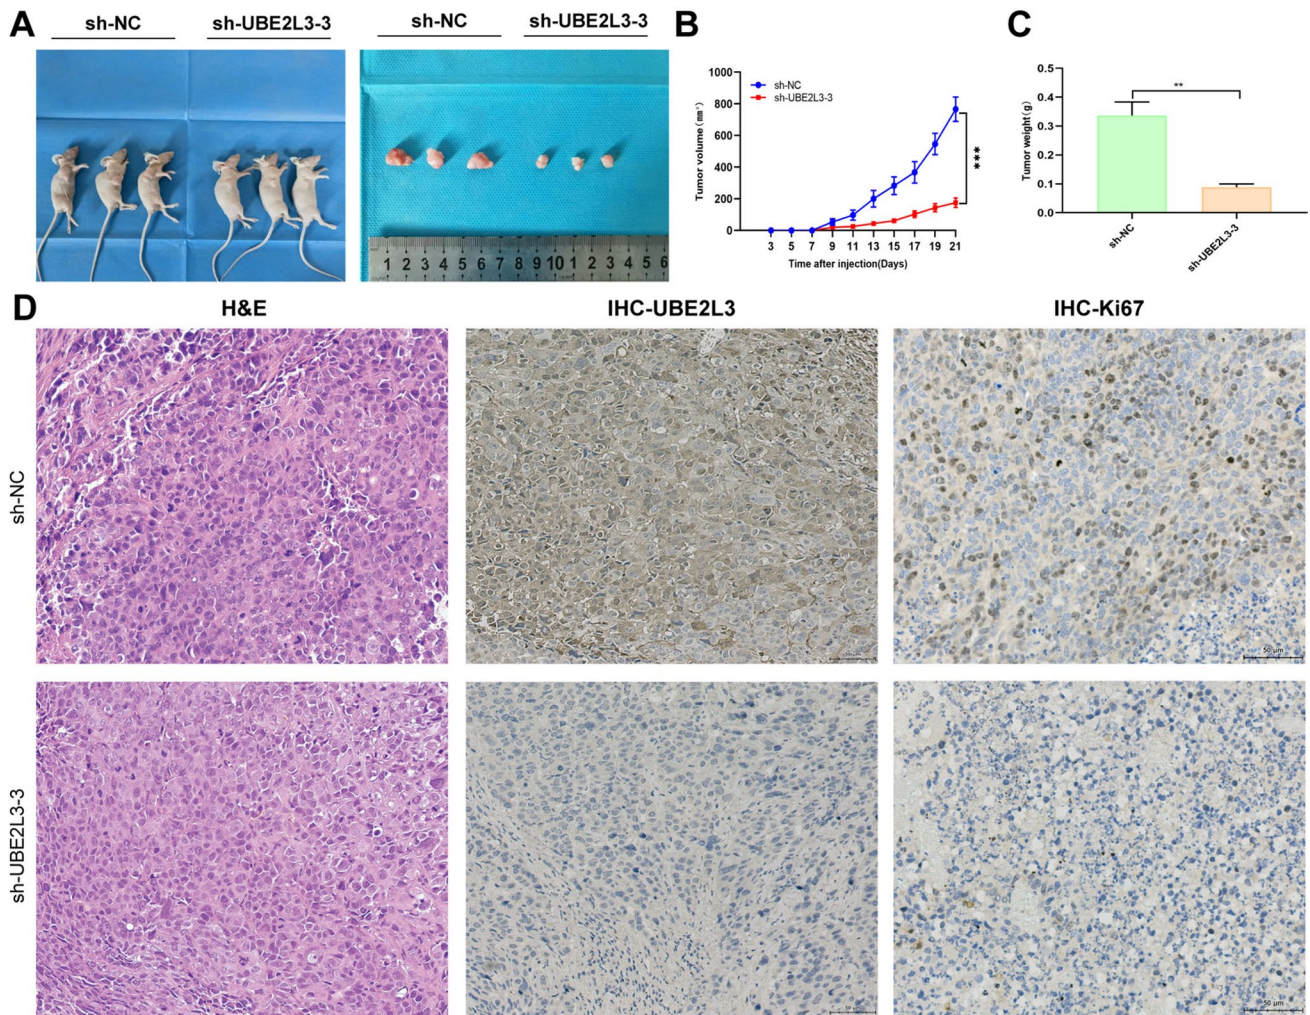 A
sh-NC
sh-UBE2L3-3
sh-NC
sh-UBE2L3-3
1 2 3 4 5 6 7 8 9 10 1 2 3 4 5 6
B
1000
800
600
400
200
0
sh-NC
sh-UBE2L3-3
***
Tumor volume(mm³)
3 5 7 9 11 13 15 17 19 21
Time after injection(Days)
C
0.5
0.4
0.3
0.2
0.1
0.0
**
Tumor weight(g)
sh-NC
sh-UBE2L3-3
D
H&E
IHC-UBE2L3
IHC-Ki67
sh-NC
50 μm
sh-UBE2L3-3
50 μm